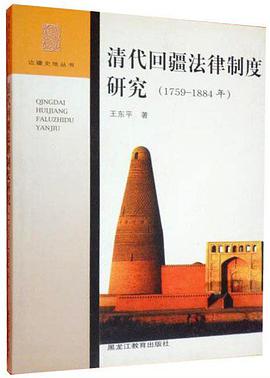 边疆史地丛书
清代回疆法律制度
研究（1759-1884年）
QINGDAI
HUIJIANG
FALUZHIDU
YANJIU
王东平 著
黑龙江教育出版社